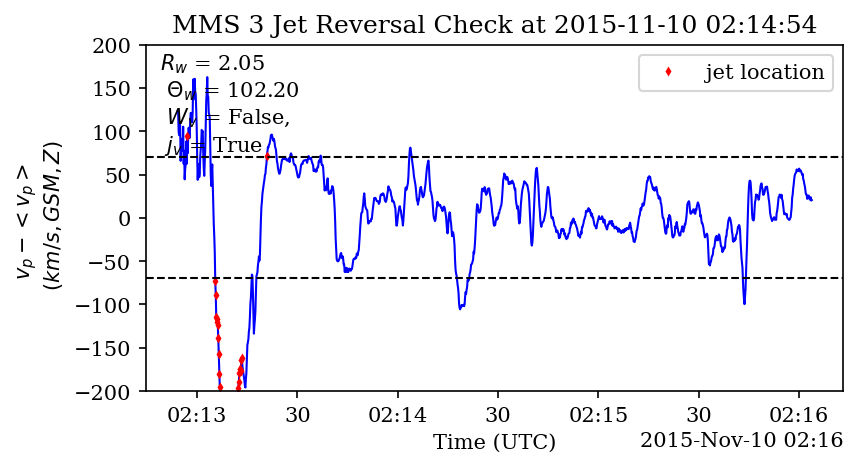 MMS 3 Jet Reversal Check at 2015-11-10 02:14:54
200
150
100
50
0
−50
−100
−150
−200
v_p − < v_p >
(km/s, GSM, Z)
R_w = 2.05
Θ_w = 102.20
W_v = False,
j_v = True
jet location
02:13 30 02:14 30 02:15 30 02:16
Time (UTC)
2015-Nov-10 02:16